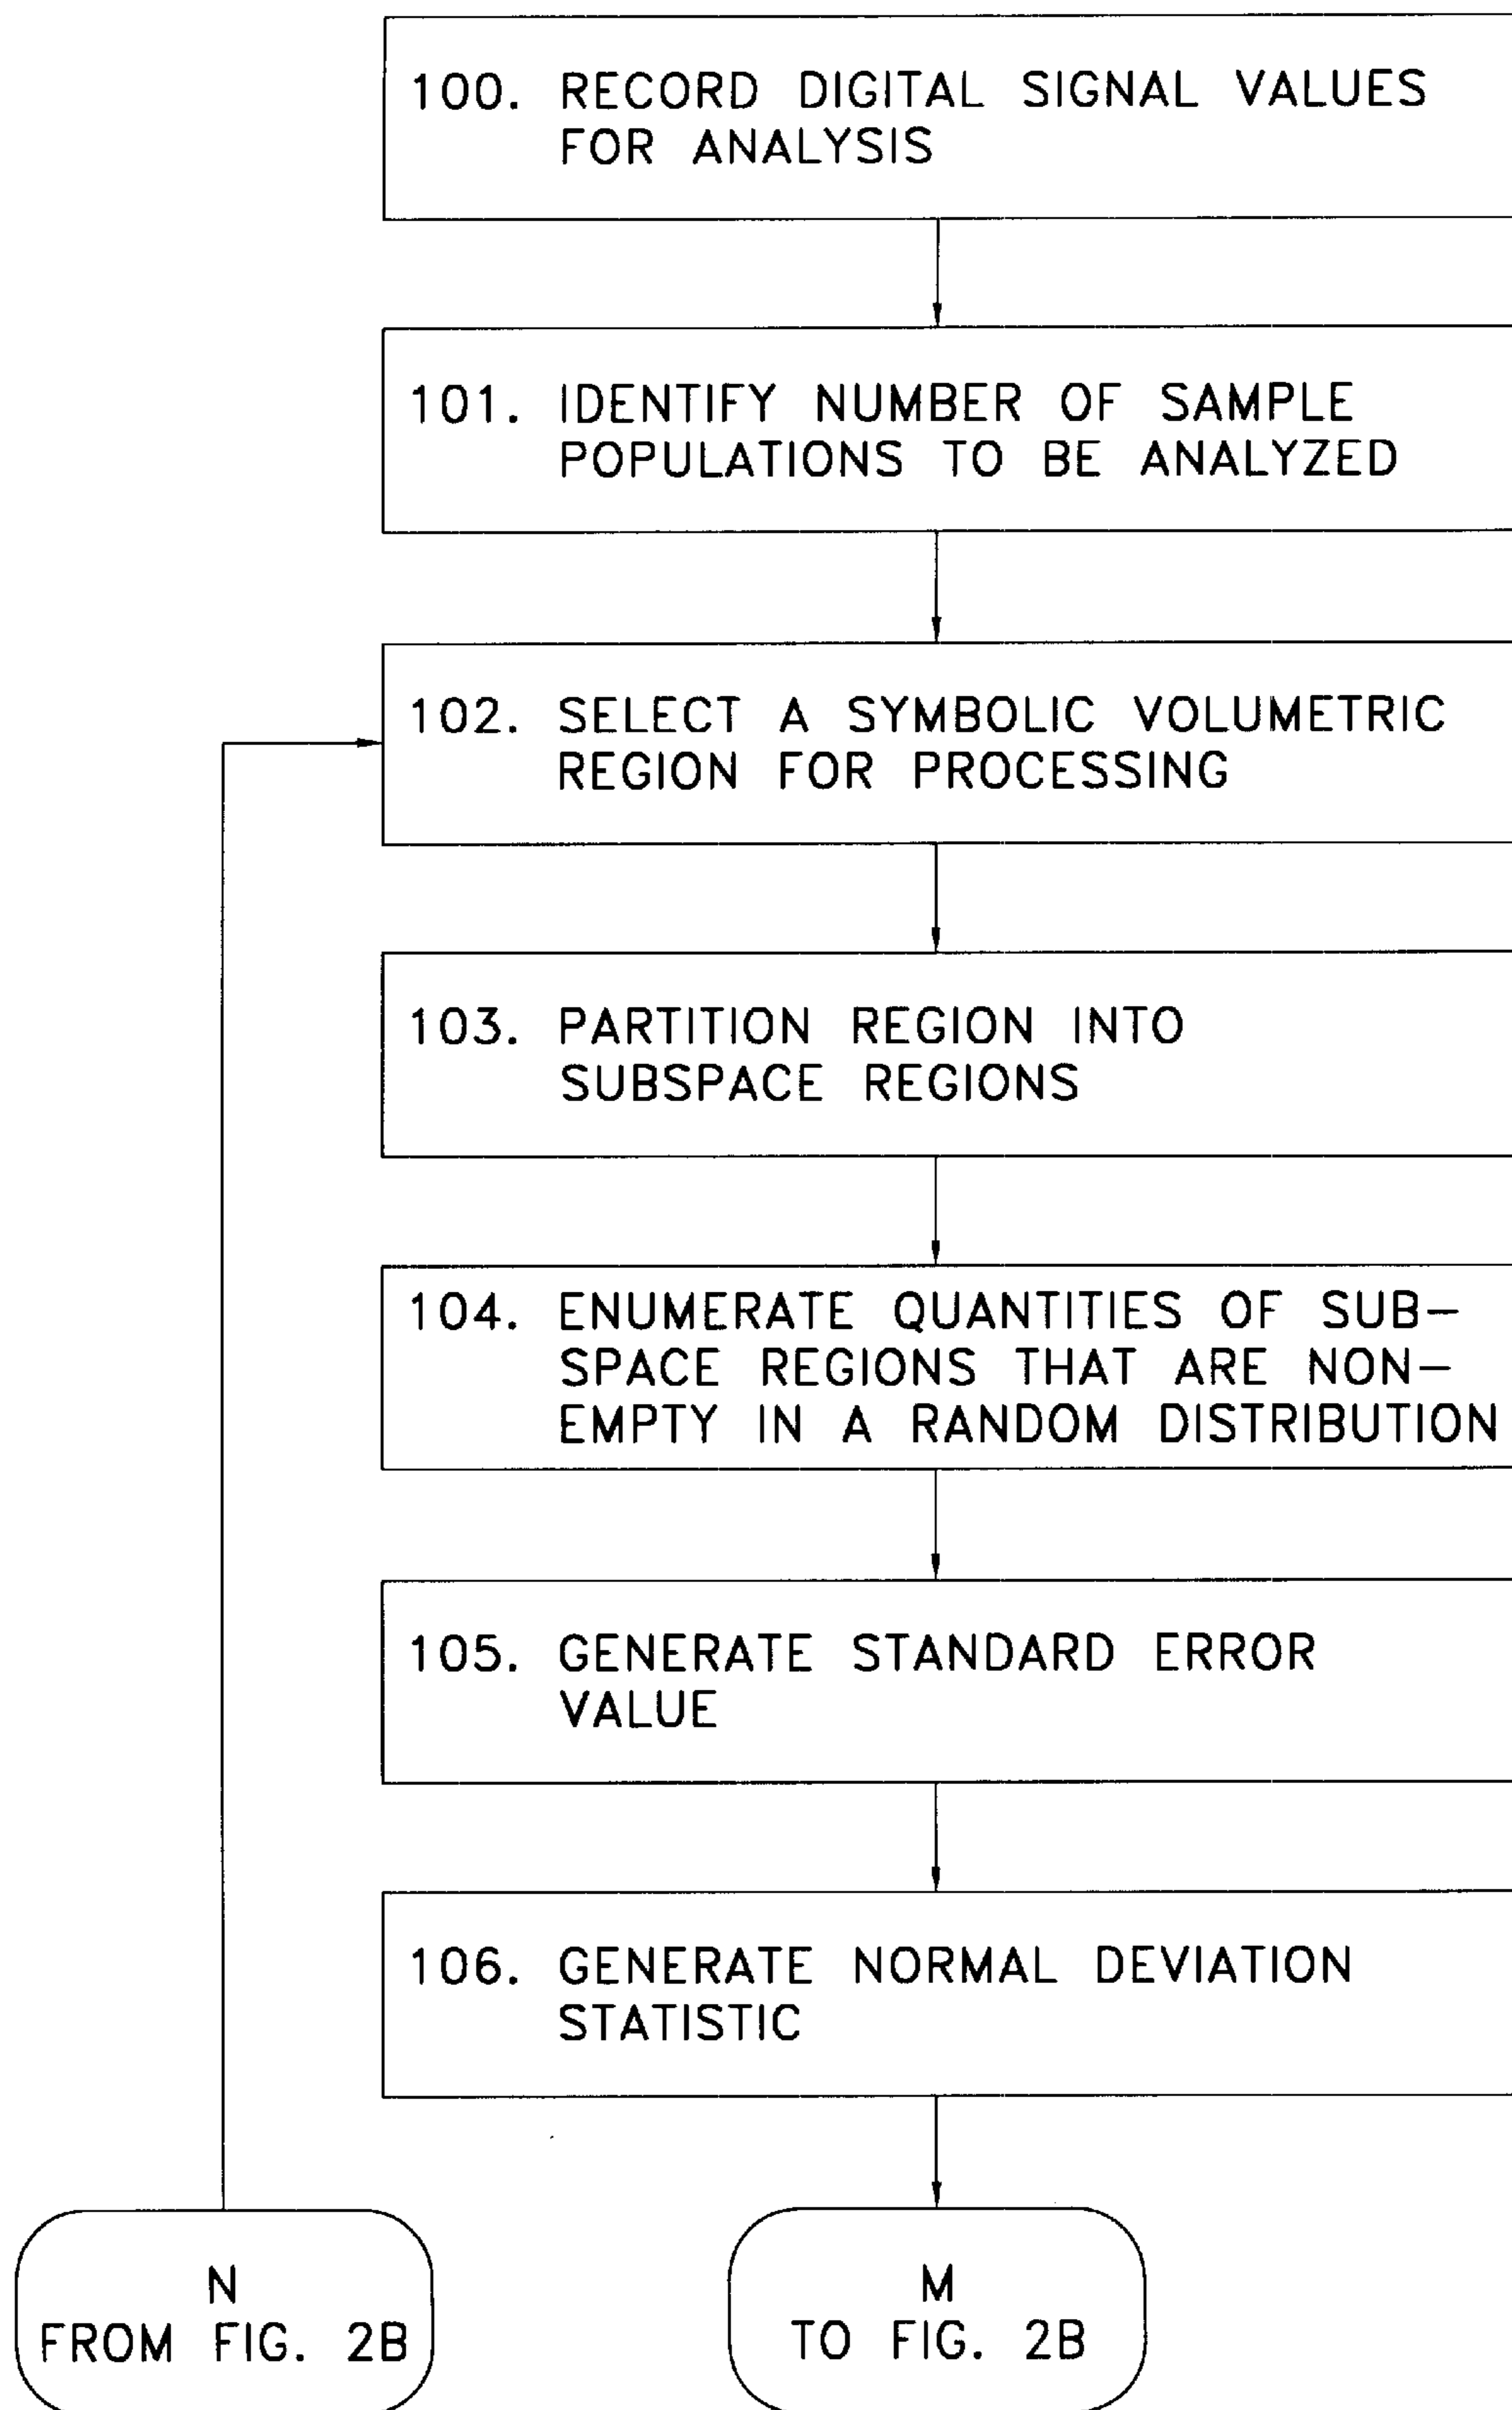 100. RECORD DIGITAL SIGNAL VALUES
FOR ANALYSIS
101. IDENTIFY NUMBER OF SAMPLE
POPULATIONS TO BE ANALYZED
102. SELECT A SYMBOLIC VOLUMETRIC
REGION FOR PROCESSING
103. PARTITION REGION INTO
SUBSPACE REGIONS
104. ENUMERATE QUANTITIES OF SUB-
SPACE REGIONS THAT ARE NON-
EMPTY IN A RANDOM DISTRIBUTION
105. GENERATE STANDARD ERROR
VALUE
106. GENERATE NORMAL DEVIATION
STATISTIC
N
FROM FIG. 2B
M
TO FIG. 2B